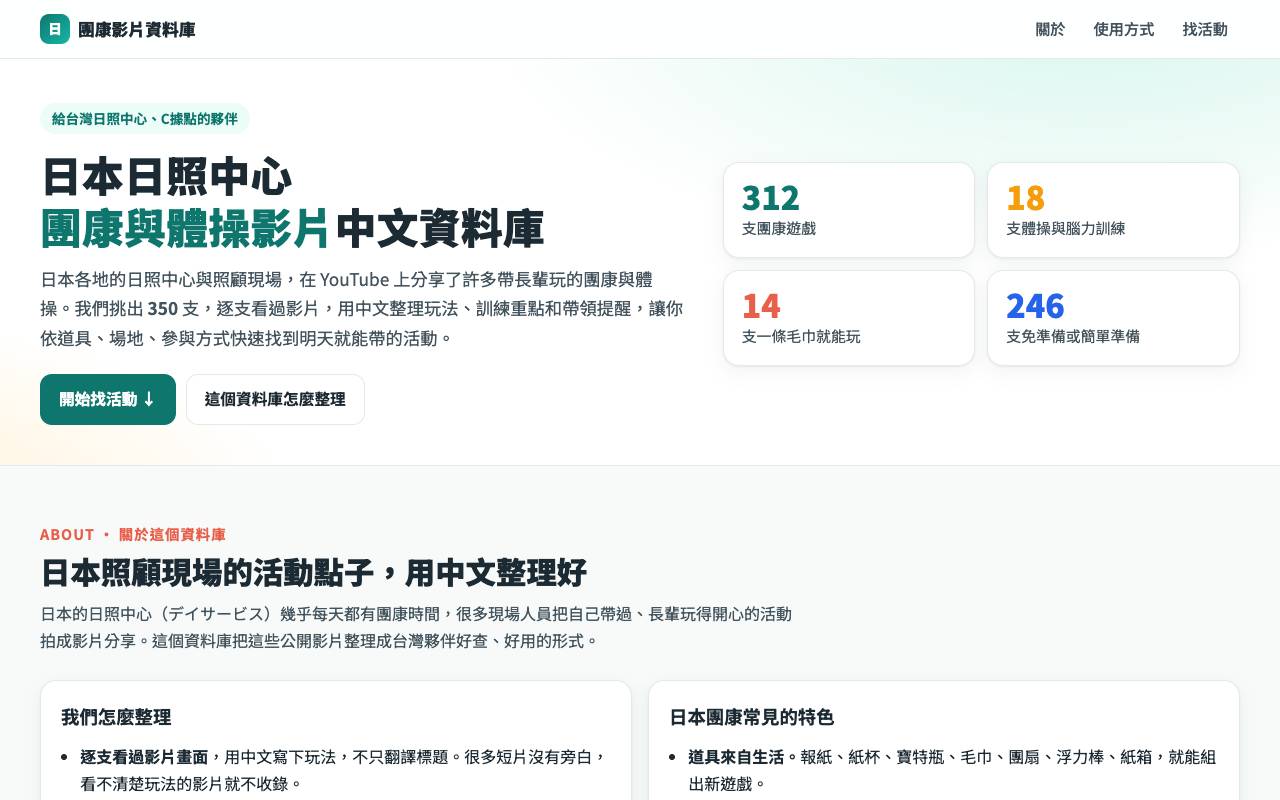 日 團康影片資料庫
關於 使用方式 找活動
給台灣日照中心、C據點的夥伴
日本日照中心
團康與體操影片中文資料庫
日本各地的日照中心與照顧現場，在 YouTube 上分享了許多帶長輩玩的團康與體
操。我們挑出 350 支，逐支看過影片，用中文整理玩法、訓練重點和帶領提醒，讓你
依道具、場地、參與方式快速找到明天就能帶的活動。
開始找活動 ↓
這個資料庫怎麼整理
312
支團康遊戲
18
支體操與腦力訓練
14
支一條毛巾就能玩
246
支免準備或簡單準備
ABOUT ・ 關於這個資料庫
日本照顧現場的活動點子，用中文整理好
日本的日照中心（デイサービス）幾乎每天都有團康時間，很多現場人員把自己帶過、長輩玩得開心的活動
拍成影片分享。這個資料庫把這些公開影片整理成台灣夥伴好查、好用的形式。
我們怎麼整理
• 逐支看過影片畫面，用中文寫下玩法，不只翻譯標題。很多短片沒有旁白，
看不清楚玩法的影片就不收錄。
日本團康常見的特色
• 道具來自生活。報紙、紙杯、寶特瓶、毛巾、團扇、浮力棒、紙箱，就能組
出新遊戲。